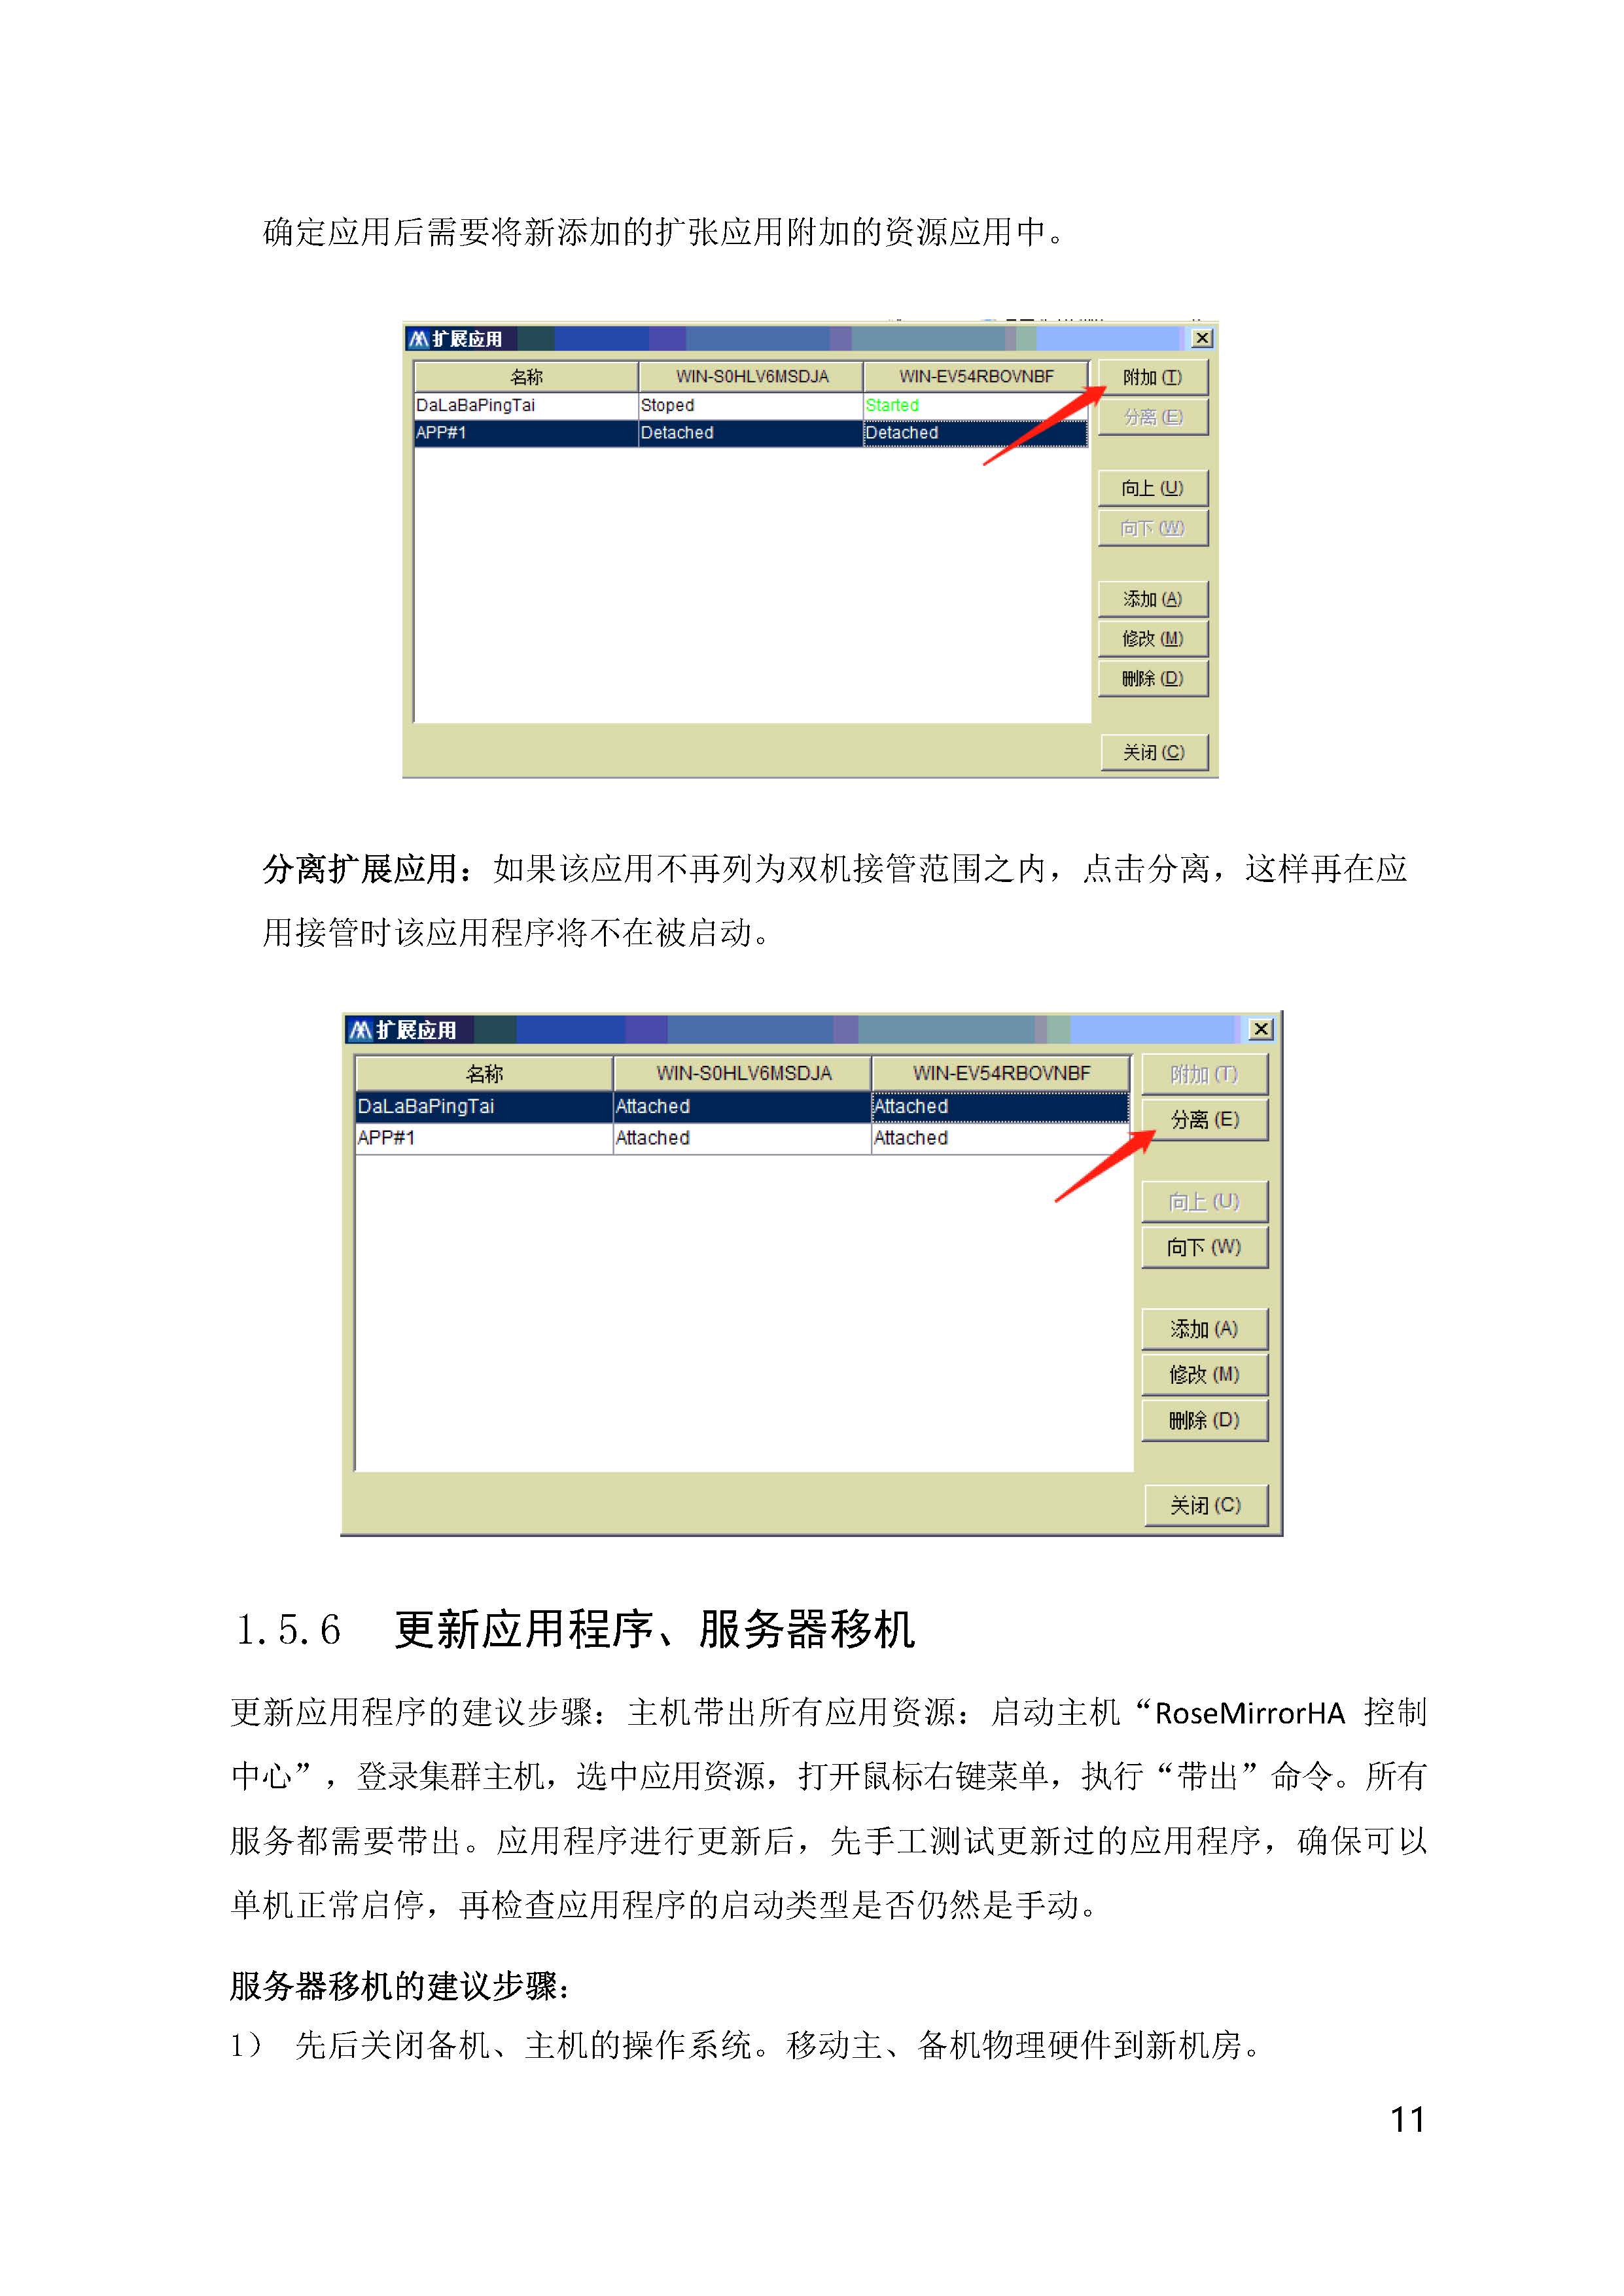 确定应用后需要将新添加的扩张应用附加的资源应用中。
扩展应用
名称 WIN-S0HLV6MSDJA WIN-EV54RBOVNBF 附加(T)
DaLaBaPingTai Stoped Started
分离(E)
APP#1 Detached Detached
向上(U)
向下(W)
添加(A)
修改(M)
删除(D)
关闭(C)
分离扩展应用：如果该应用不再列为双机接管范围之内，点击分离，这样再在应
用接管时该应用程序将不在被启动。
扩展应用
名称 WIN-S0HLV6MSDJA WIN-EV54RBOVNBF 附加(T)
DaLaBaPingTai Attached Attached
分离(E)
APP#1 Attached Attached
向上(U)
向下(W)
添加(A)
修改(M)
删除(D)
关闭(C)
1.5.6 更新应用程序、服务器移机
更新应用程序的建议步骤：主机带出所有应用资源：启动主机“RoseMirrorHA 控制
中心”，登录集群主机，选中应用资源，打开鼠标右键菜单，执行“带出”命令。所有
服务都需要带出。应用程序进行更新后，先手工测试更新过的应用程序，确保可以
单机正常启停，再检查应用程序的启动类型是否仍然是手动。
服务器移机的建议步骤：
1） 先后关闭备机、主机的操作系统。移动主、备机物理硬件到新机房。
11